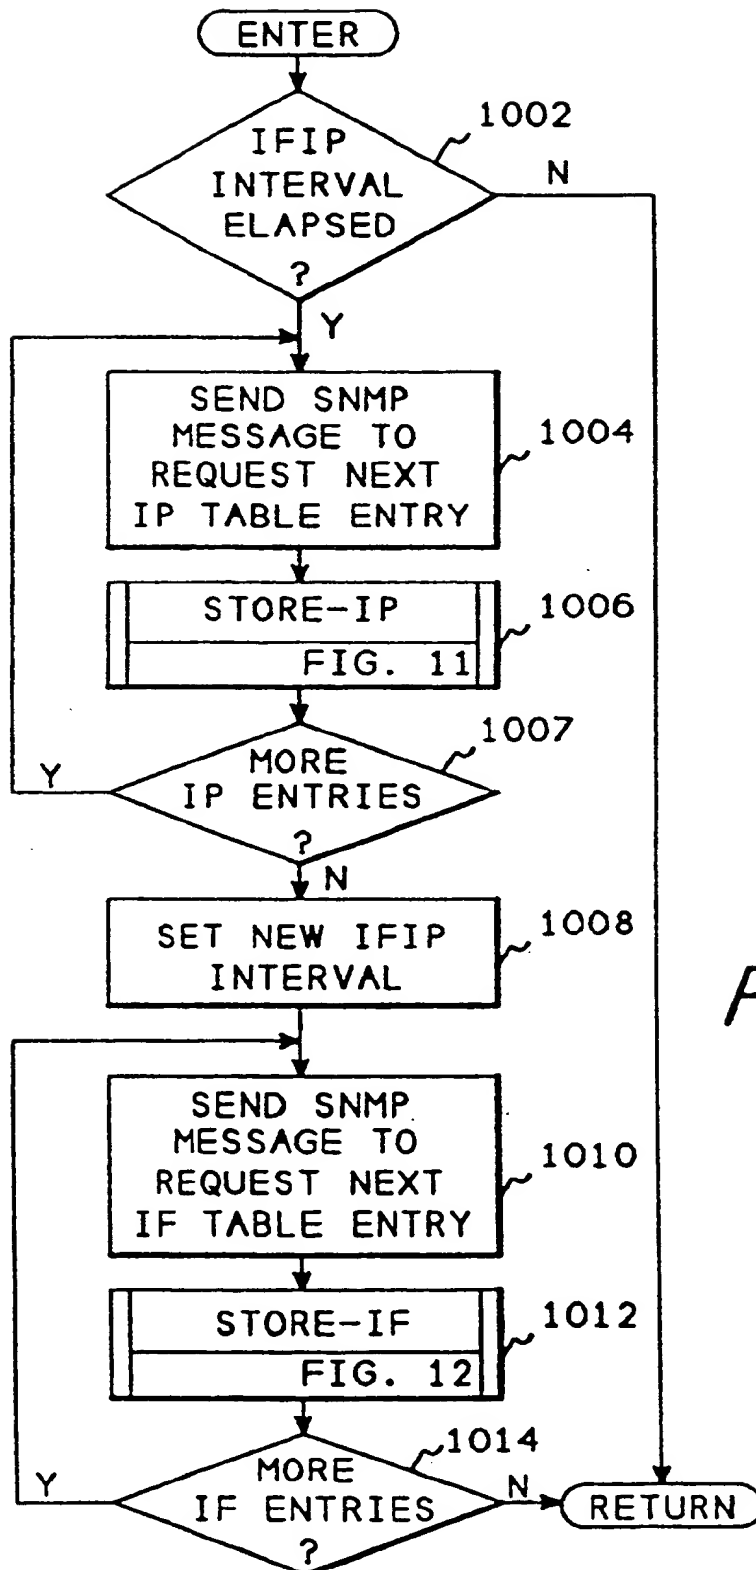 ENTER
1002
IFIP
INTERVAL
ELAPSED
?
N
Y
SEND SNMP
MESSAGE TO
REQUEST NEXT
IP TABLE ENTRY
1004
STORE-IP
FIG. 11
1006
1007
MORE
IP ENTRIES
?
Y
N
SET NEW IFIP
INTERVAL
1008
SEND SNMP
MESSAGE TO
REQUEST NEXT
IF TABLE ENTRY
1010
STORE-IF
FIG. 12
1012
1014
MORE
IF ENTRIES
?
Y
N
RETURN